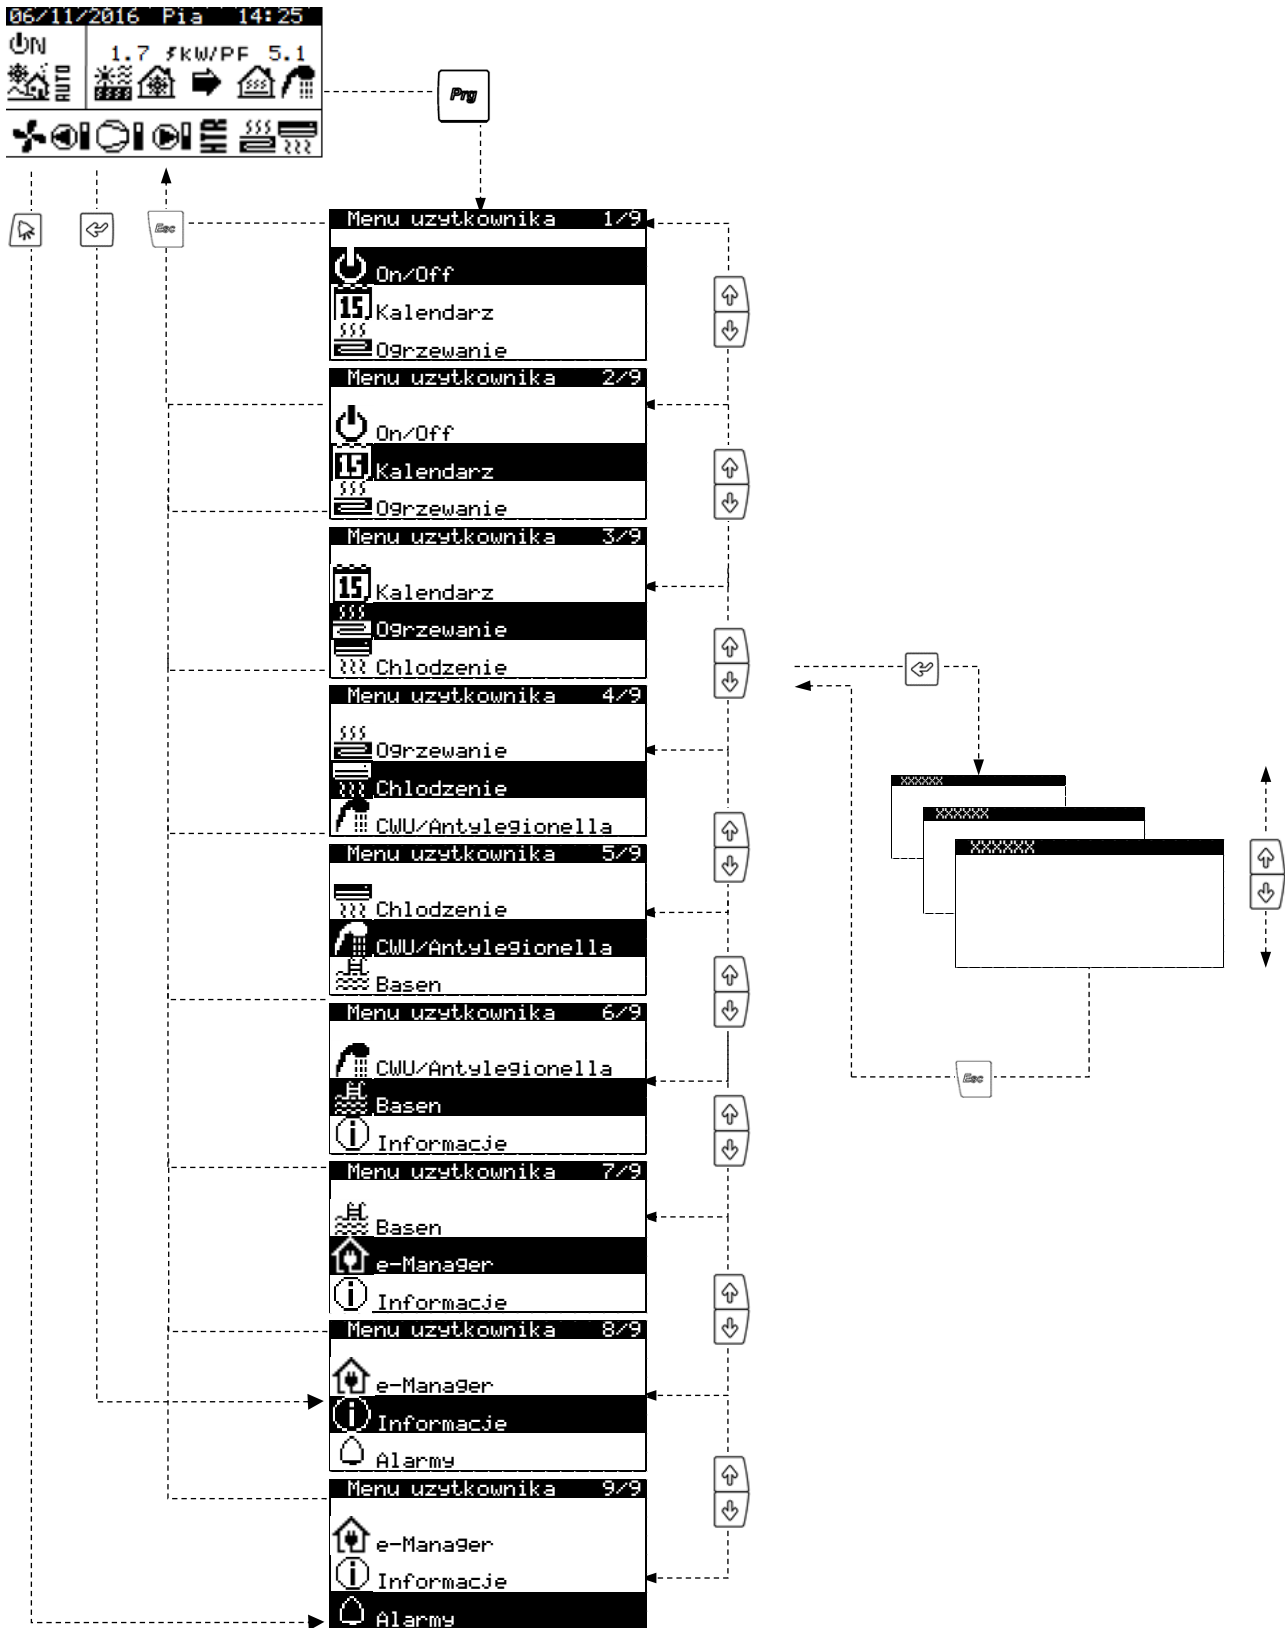 06/11/2016 Pia 14:25
ON
1.7 kW/PF 5.1
AUTO
HTR
Prg
Esc
Menu uzytkownika 1/9
On/Off
15
Kalendarz
Ogrzewanie
Menu uzytkownika 2/9
On/Off
15
Kalendarz
Ogrzewanie
Menu uzytkownika 3/9
15
Kalendarz
Ogrzewanie
Chlodzenie
Menu uzytkownika 4/9
Ogrzewanie
Chlodzenie
CWU/Antylegionella
Menu uzytkownika 5/9
Chlodzenie
CWU/Antylegionella
Basen
Menu uzytkownika 6/9
CWU/Antylegionella
Basen
Informacje
Menu uzytkownika 7/9
Basen
e-Manager
Informacje
Menu uzytkownika 8/9
e-Manager
Informacje
Alarmy
Menu uzytkownika 9/9
e-Manager
Informacje
Alarmy
XXXXXX
XXXXXX
XXXXXX
Esc